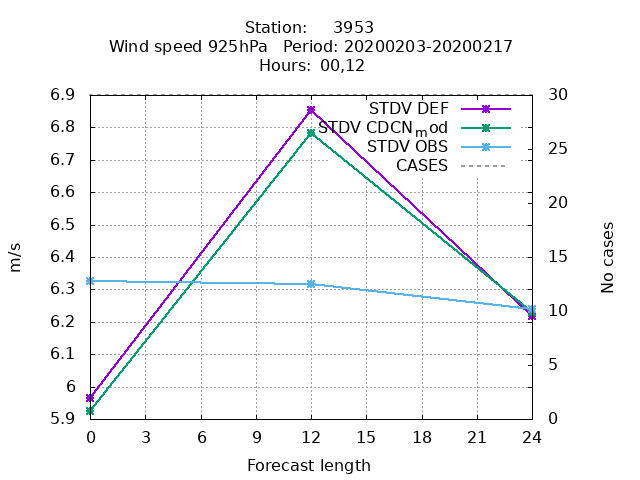 Station: 3953
Wind speed 925hPa Period: 20200203-20200217
Hours: 00,12
STDV DEF
STDV CDCNmod
STDV OBS
CASES
m/s
6.9
6.8
6.7
6.6
6.5
6.4
6.3
6.2
6.1
6
5.9
30
25
20
15
10
5
0
No cases
0 3 6 9 12 15 18 21 24
Forecast length